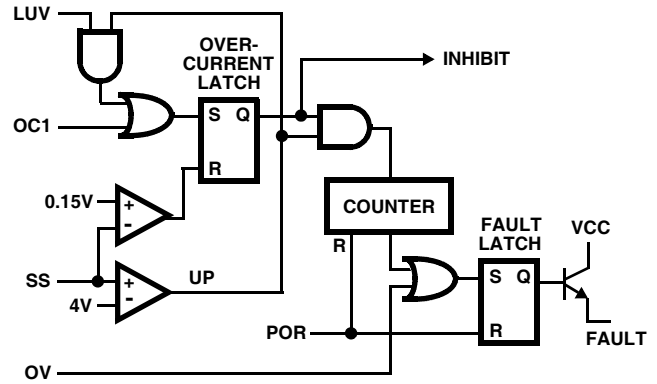 LUV
OVER-
CURRENT
LATCH
INHIBIT
S Q
OC1
R
0.15V
+
-
COUNTER
FAULT
LATCH
VCC
R
SS
+
UP
S Q
4V
-
POR
R
FAULT
OV